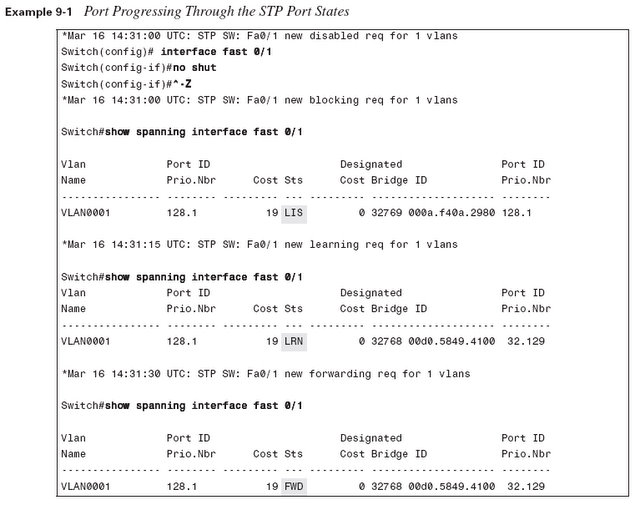 Example 9-1 Port Progressing Through the STP Port States
*Mar 16 14:31:00 UTC: STP SW: Fa0/1 new disabled req for 1 vlans
Switch(config)# interface fast 0/1
Switch(config-if)#no shut
Switch(config-if)#^-Z
*Mar 16 14:31:00 UTC: STP SW: Fa0/1 new blocking req for 1 vlans
Switch#show spanning interface fast 0/1
Vlan Port ID Designated Port ID
Name Prio.Nbr Cost Sts Cost Bridge ID Prio.Nbr
---------------- -------- --------- --- --------- -------------------- --------
VLAN0001 128.1 19 LIS 0 32769 000a.f40a.2980 128.1
*Mar 16 14:31:15 UTC: STP SW: Fa0/1 new learning req for 1 vlans
Switch#show spanning interface fast 0/1
Vlan Port ID Designated Port ID
Name Prio.Nbr Cost Sts Cost Bridge ID Prio.Nbr
---------------- -------- --------- --- --------- -------------------- --------
VLAN0001 128.1 19 LRN 0 32768 00d0.5849.4100 32.129
*Mar 16 14:31:30 UTC: STP SW: Fa0/1 new forwarding req for 1 vlans
Switch#show spanning interface fast 0/1
Vlan Port ID Designated Port ID
Name Prio.Nbr Cost Sts Cost Bridge ID Prio.Nbr
---------------- -------- --------- --- --------- -------------------- --------
VLAN0001 128.1 19 FWD 0 32768 00d0.5849.4100 32.129